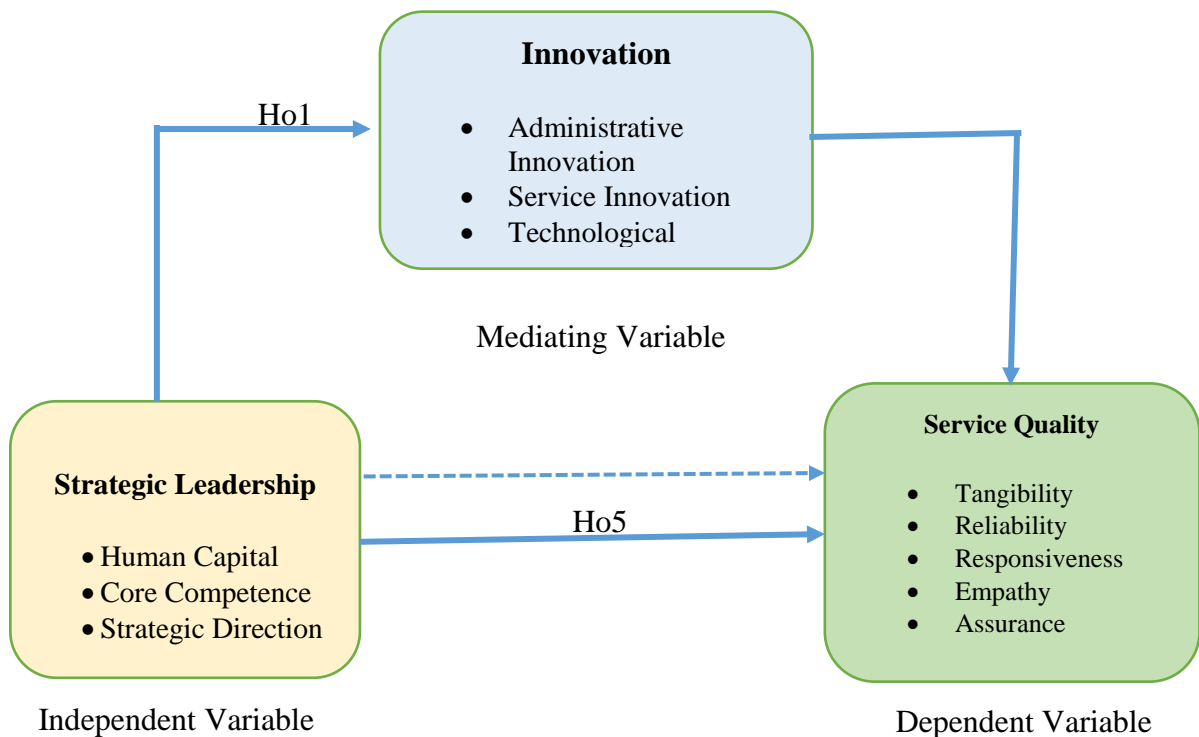 Innovation
• Administrative
Innovation
• Service Innovation
• Technological
Ho1
Mediating Variable
Strategic Leadership
• Human Capital
• Core Competence
• Strategic Direction
Independent Variable
Ho5
Service Quality
• Tangibility
• Reliability
• Responsiveness
• Empathy
• Assurance
Dependent Variable